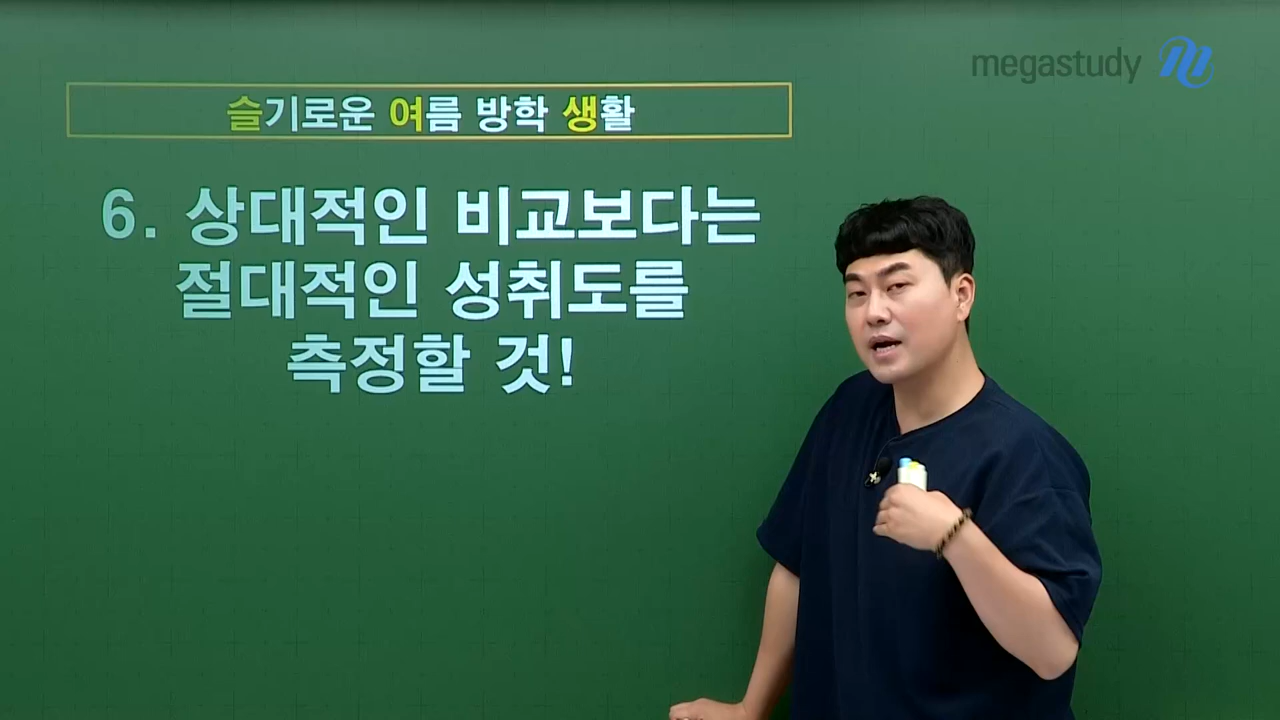 megastudy
슬기로운 여름 방학 생활
6. 상대적인 비교보다는
절대적인 성취도를
측정할 것!